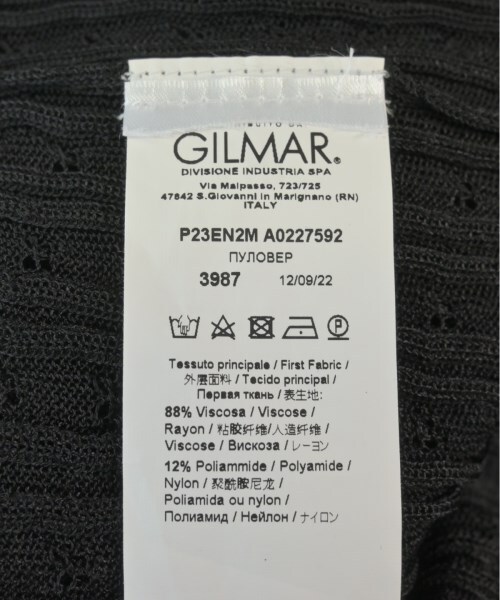 GILMAR®
DIVISIONE INDUSTRIA SPA
Via Malpasso, 723/725
47842 S.Giovanni in Marignano (RN)
ITALY
P23EN2M A0227592
ПУЛОВЕР
3987 12/09/22
P
Tessuto principale / First Fabric /
外层面料 / Tecido principal /
Первая ткань / 表生地:
88% Viscosa / Viscose /
Rayon / 粘胶纤维/人造纤维 /
Viscose / Вискоза / レーヨン
12% Poliammide / Polyamide /
Nylon / 聚酰胺尼龙 /
Poliamida ou nylon /
Полиамид / Нейлон / ナイロン